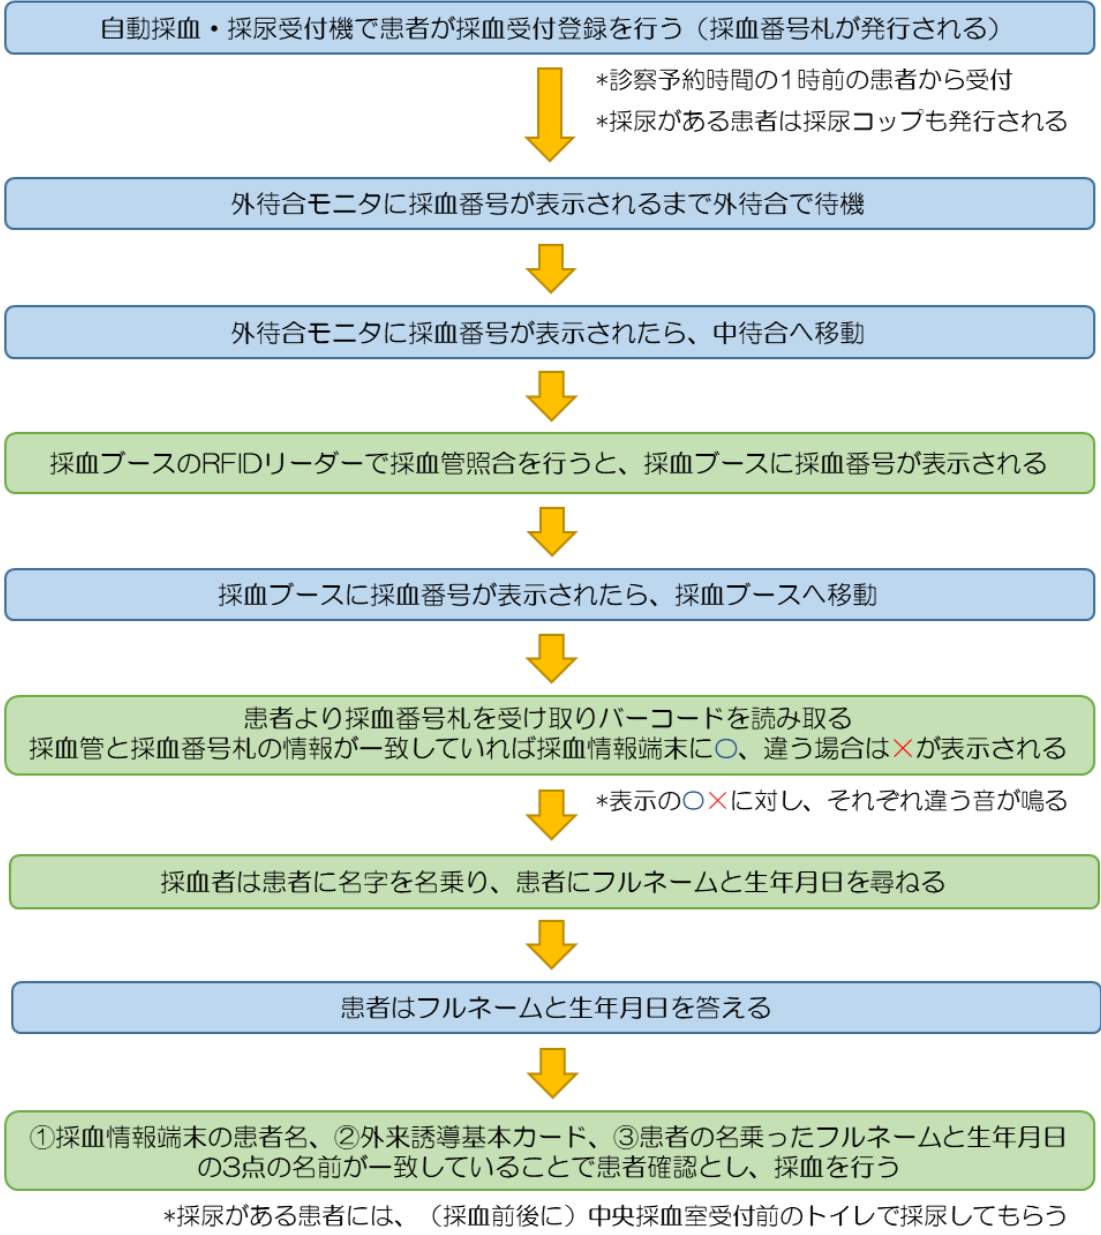 自動採血・採尿受付機で患者が採血受付登録を行う（採血番号札が発行される）
*診察予約時間の1時前の患者から受付
*採尿がある患者は採尿コップも発行される
外待合モニタに採血番号が表示されるまで外待合で待機
外待合モニタに採血番号が表示されたら、中待合へ移動
採血ブースのRFIDリーダーで採血管照合を行うと、採血ブースに採血番号が表示される
採血ブースに採血番号が表示されたら、採血ブースへ移動
患者より採血番号札を受け取りバーコードを読み取る
採血管と採血番号札の情報が一致していれば採血情報端末に〇、違う場合は×が表示される
*表示の〇×に対し、それぞれ違う音が鳴る
採血者は患者に名字を名乗り、患者にフルネームと生年月日を尋ねる
患者はフルネームと生年月日を答える
①採血情報端末の患者名、②外来誘導基本カード、③患者の名乗ったフルネームと生年月日
の3点の名前が一致していることで患者確認とし、採血を行う
*採尿がある患者には、（採血前後に）中央採血室受付前のトイレで採尿してもらう